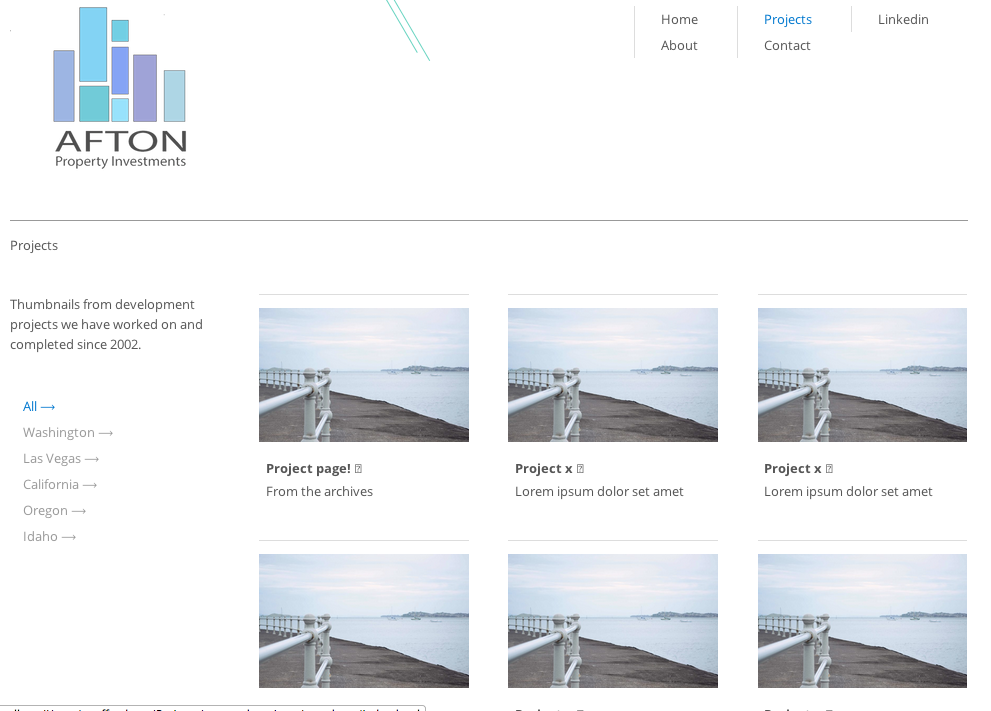 AFTON
Property Investments
Home
About
Projects
Contact
Linkedin
Projects
Thumbnails from development
projects we have worked on and
completed since 2002.
All ⟶
Washington ⟶
Las Vegas ⟶
California ⟶
Oregon ⟶
Idaho ⟶
Project page!
From the archives
Project x
Lorem ipsum dolor set amet
Project x
Lorem ipsum dolor set amet